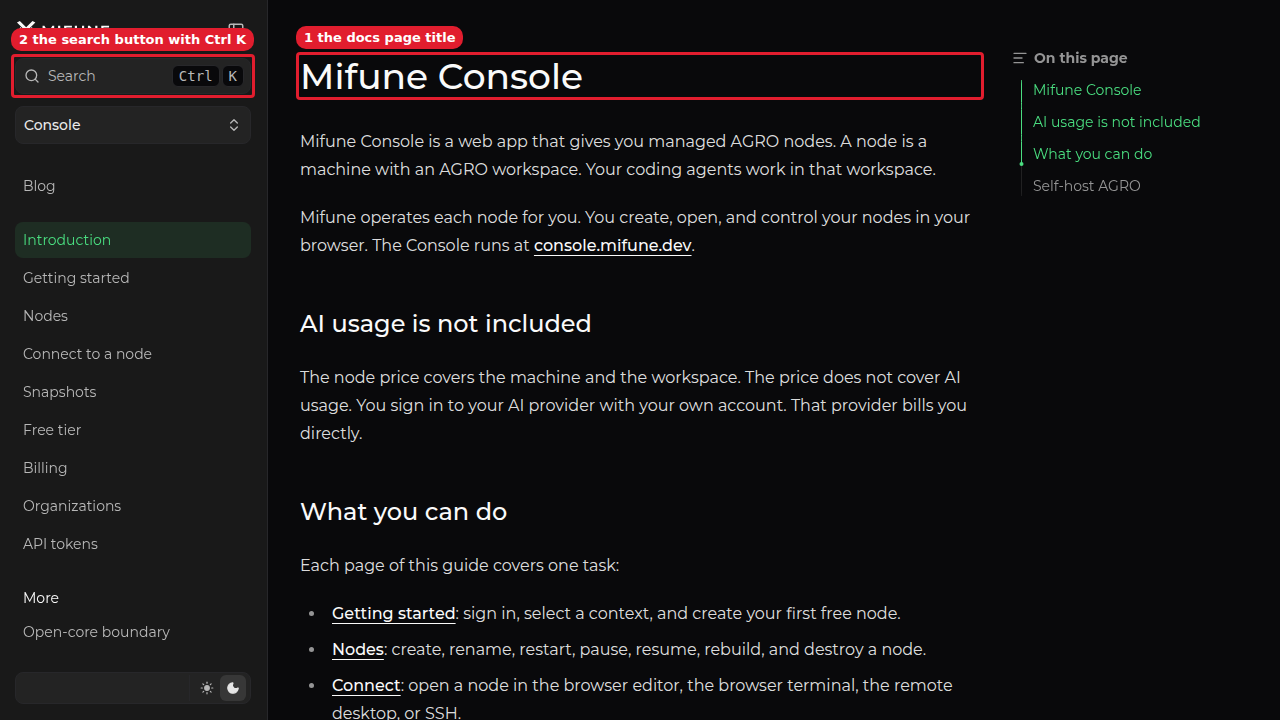 2 the search button with Ctrl K
Search Ctrl K
Console
Blog
Introduction
Getting started
Nodes
Connect to a node
Snapshots
Free tier
Billing
Organizations
API tokens
More
Open-core boundary
1 the docs page title
Mifune Console
Mifune Console is a web app that gives you managed AGRO nodes. A node is a
machine with an AGRO workspace. Your coding agents work in that workspace.
Mifune operates each node for you. You create, open, and control your nodes in your
browser. The Console runs at console.mifune.dev.
AI usage is not included
The node price covers the machine and the workspace. The price does not cover AI
usage. You sign in to your AI provider with your own account. That provider bills you
directly.
What you can do
Each page of this guide covers one task:
Getting started: sign in, select a context, and create your first free node.
Nodes: create, rename, restart, pause, resume, rebuild, and destroy a node.
Connect: open a node in the browser editor, the browser terminal, the remote
desktop, or SSH.
On this page
Mifune Console
AI usage is not included
What you can do
Self-host AGRO